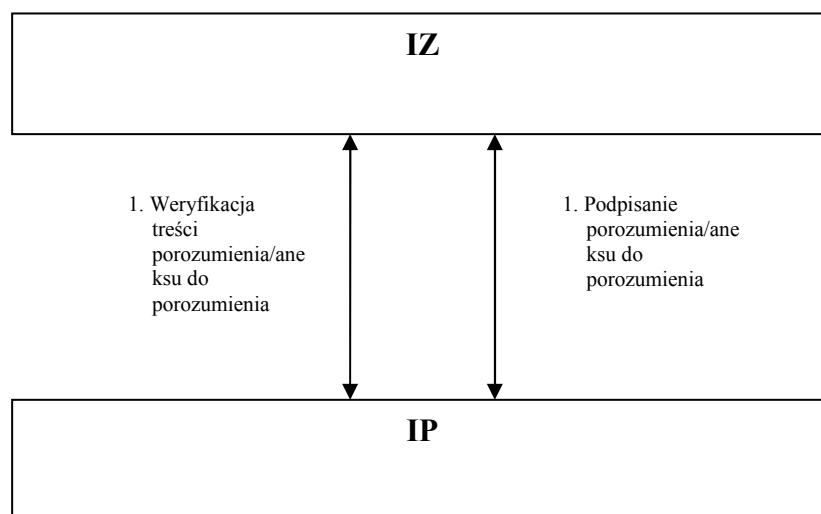 IZ
1. Weryfikacja
treści
porozumienia/ane
ksu do
porozumienia
1. Podpisanie
porozumienia/ane
ksu do
porozumienia
IP